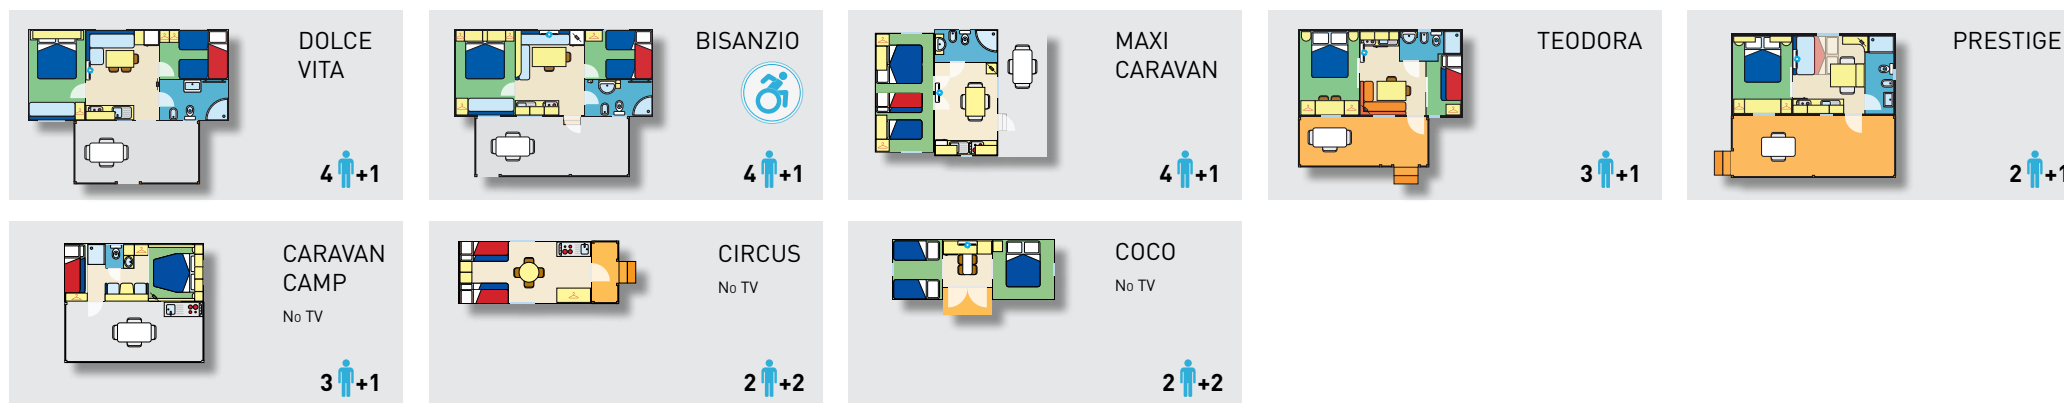 DOLCE
VITA
4 +1
BISANZIO
4 +1
MAXI
CARAVAN
4 +1
TEODORA
3 +1
PRESTIGE
2 +1
CARAVAN
CAMP
No TV
3 +1
CIRCUS
No TV
2 +2
COCO
No TV
2 +2